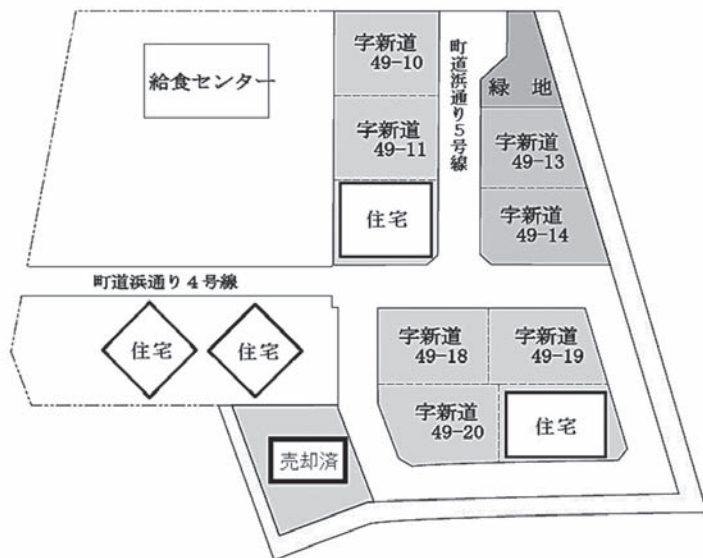 給食センター
字新道
49-10
字新道
49-11
住宅
町道浜通り5号線
緑 地
字新道
49-13
字新道
49-14
町道浜通り4号線
住宅
住宅
字新道
49-18
字新道
49-19
字新道
49-20
住宅
売却済